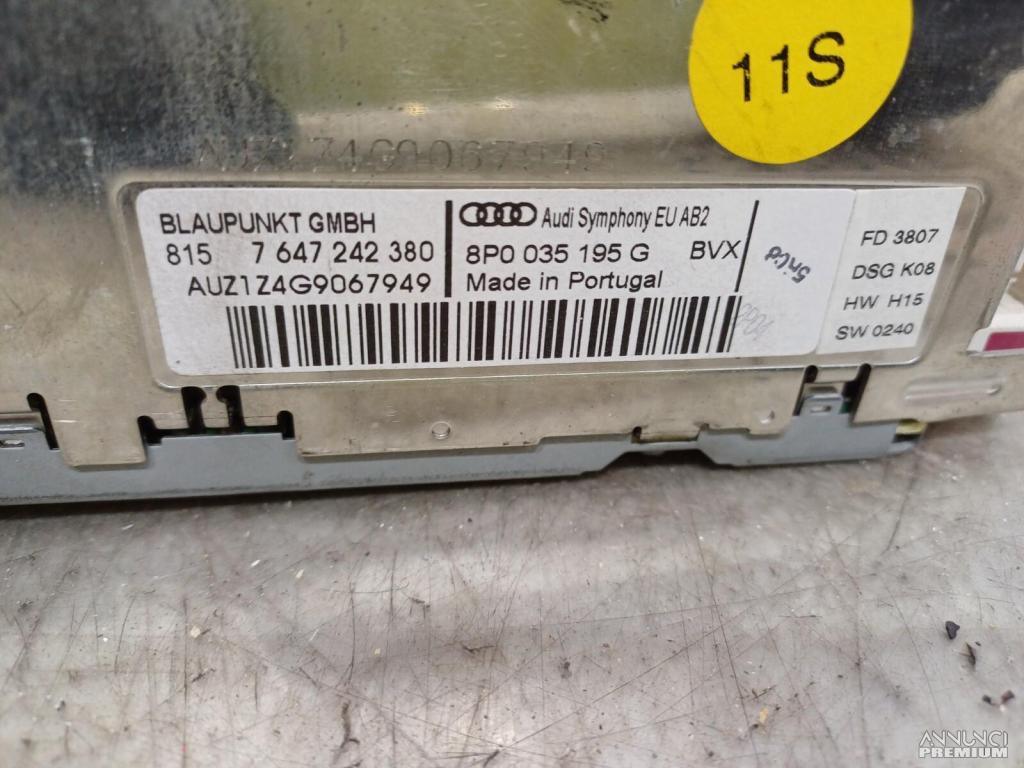 11S
AUZ1Z4G9067949
BLAUPUNKT GMBH
815 7 647 242 380
AUZ1Z4G9067949
Audi Symphony EU AB2
8P0 035 195 G BVX
Made in Portugal
FD 3807
DSG K08
HW H15
SW 0240
ANNUNCI
PREMIUM